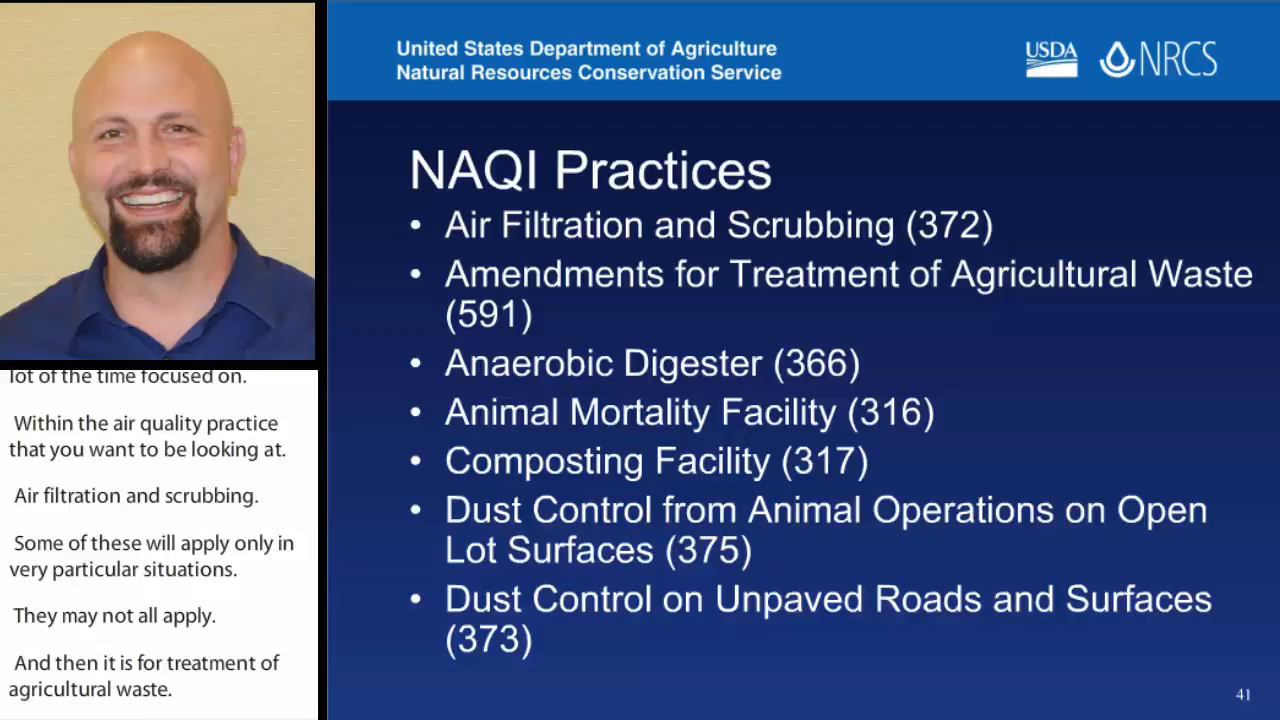 United States Department of Agriculture
Natural Resources Conservation Service
USDA
NRCS
NAQI Practices
• Air Filtration and Scrubbing (372)
• Amendments for Treatment of Agricultural Waste
(591)
• Anaerobic Digester (366)
• Animal Mortality Facility (316)
• Composting Facility (317)
• Dust Control from Animal Operations on Open
Lot Surfaces (375)
• Dust Control on Unpaved Roads and Surfaces
(373)
41
lot of the time focused on.
Within the air quality practice
that you want to be looking at.
Air filtration and scrubbing.
Some of these will apply only in
very particular situations.
They may not all apply.
And then it is for treatment of
agricultural waste.